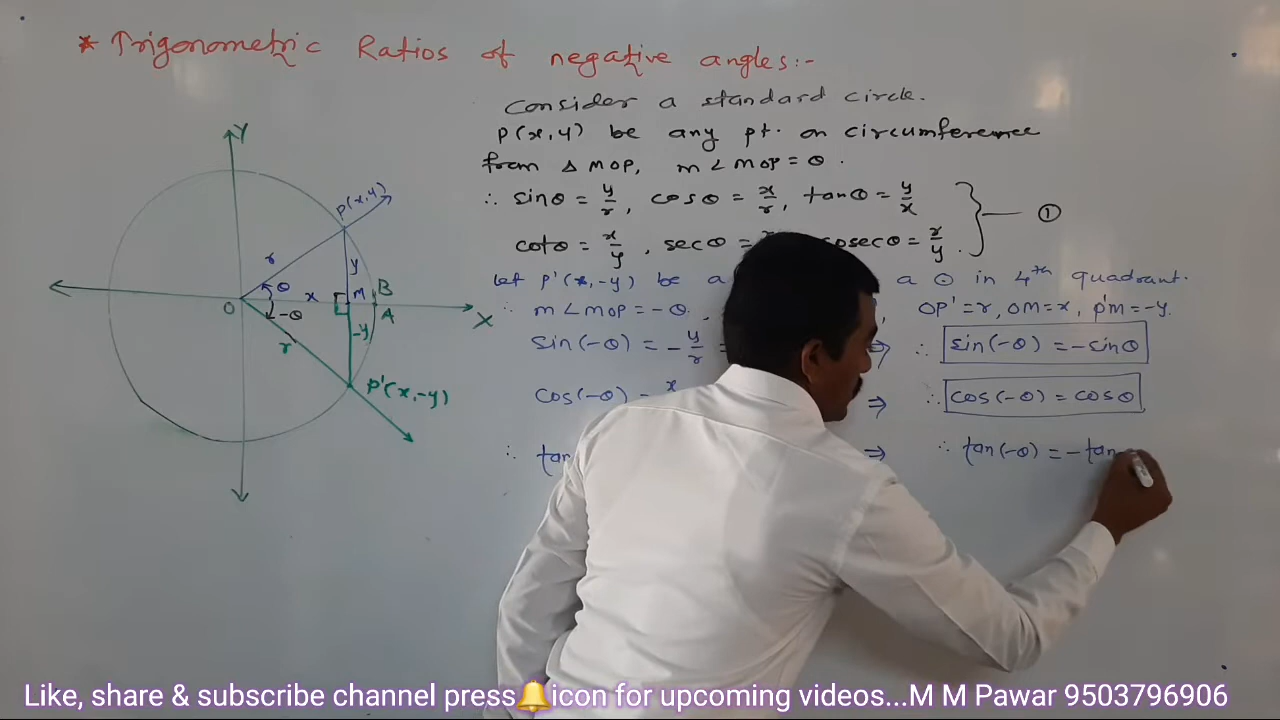 * Trigonometric Ratios of negative angles:-
Consider a standard circle.
P(x,y) be any pt. on circumference
from △ MOP, m∠MOP = θ.
∴ sinθ = y/r, cosθ = x/r, tanθ = y/x
cotθ = x/y, secθ = cosecθ = r/y. } — ①
Let P'(x,-y) be a a ⊙ in 4th quadrant.
∴ m∠MOP = -θ, OP' = r, OM = x, P'M = -y.
sin(-θ) = -y/r ⇒ ∴ sin(-θ) = -sinθ
cos(-θ) = x ⇒ ∴ cos(-θ) = cosθ
∴ tan ⇒ ∴ tan(-θ) = -tan
Y
P(x,y)
r
θ
y
x
M
B
O
-θ
A
X
-y
r
P'(x,-y)
Like, share & subscribe channel press🔔icon for upcoming videos...M M Pawar 9503796906